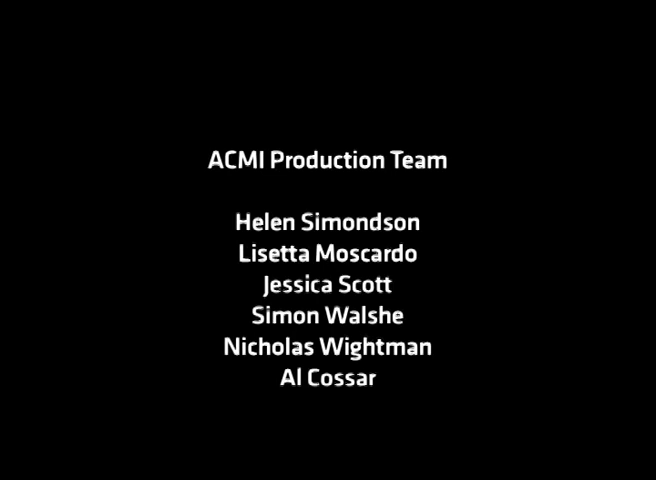 ACMI Production Team
Helen Simondson
Lisetta Moscardo
Jessica Scott
Simon Walshe
Nicholas Wightman
Al Cossar